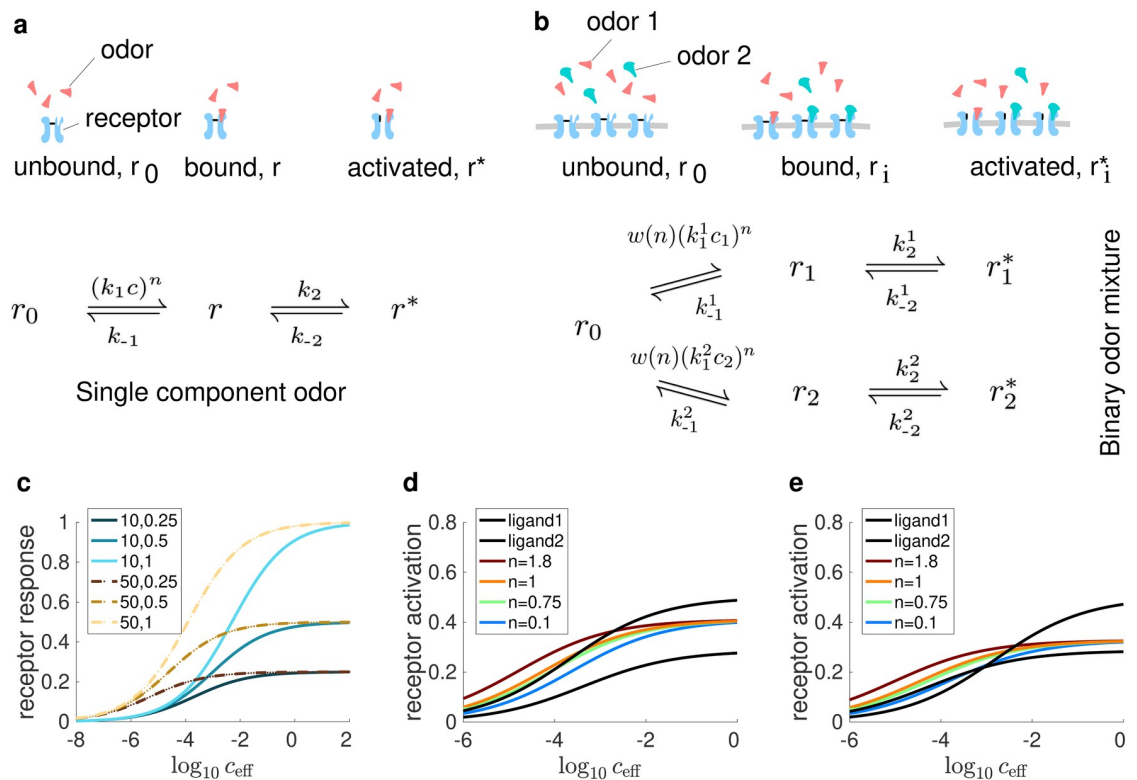 a
odor
receptor
unbound, r0
bound, r
activated, r*
r0
(k1c)^n
k-1
r
k2
k-2
r*
Single component odor
b
odor 1
odor 2
unbound, r0
bound, ri
activated, r*i
r0
w(n)(k^1_1 c1)^n
k^1_-1
r1
k^1_2
k^1_-2
r*1
w(n)(k^2_1 c2)^n
k^2_-1
r2
k^2_2
k^2_-2
r*2
Binary odor mixture
c
receptor response
1
0.8
0.6
0.4
0.2
0
10,0.25
10,0.5
10,1
50,0.25
50,0.5
50,1
-8 -6 -4 -2 0 2
log10 ceff
d
receptor activation
0.8
0.6
0.4
0.2
0
ligand1
ligand2
n=1.8
n=1
n=0.75
n=0.1
-6 -4 -2 0
log10 ceff
e
receptor activation
0.8
0.6
0.4
0.2
0
ligand1
ligand2
n=1.8
n=1
n=0.75
n=0.1
-6 -4 -2 0
log10 ceff